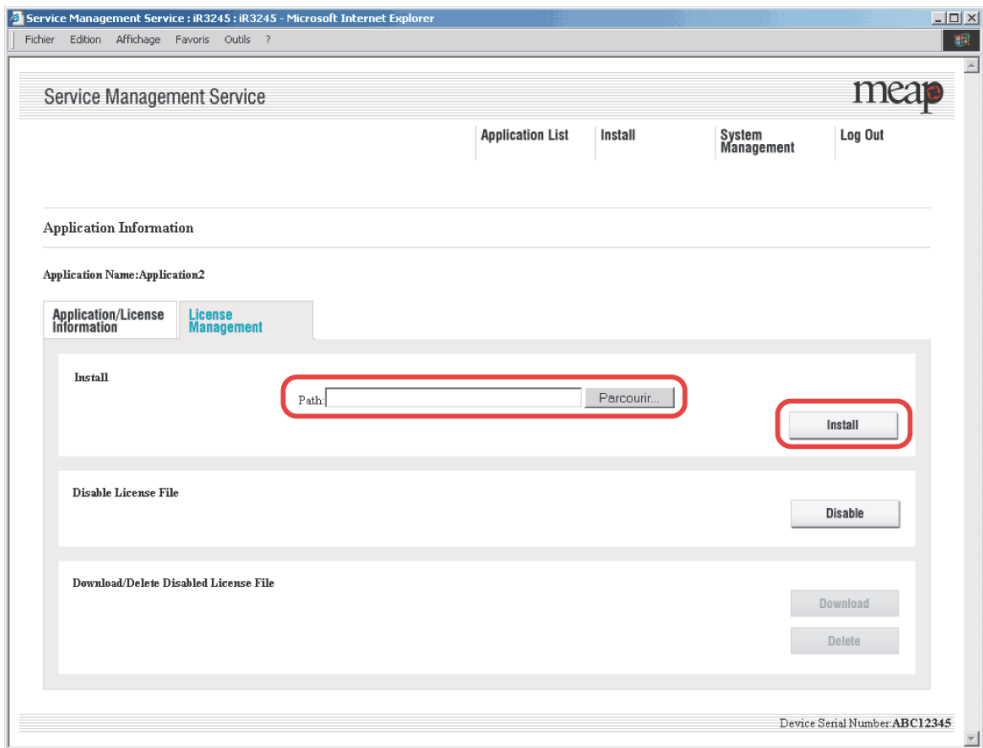 Service Management Service : iR3245 : iR3245 - Microsoft Internet Explorer
Fichier Edition Affichage Favoris Outils ?
Service Management Service
meap
Application List Install System Management Log Out
Application Information
Application Name:Application2
Application/License Information
License Management
Install
Path: Parcourir...
Install
Disable License File
Disable
Download/Delete Disabled License File
Download
Delete
Device Serial Number:ABC12345